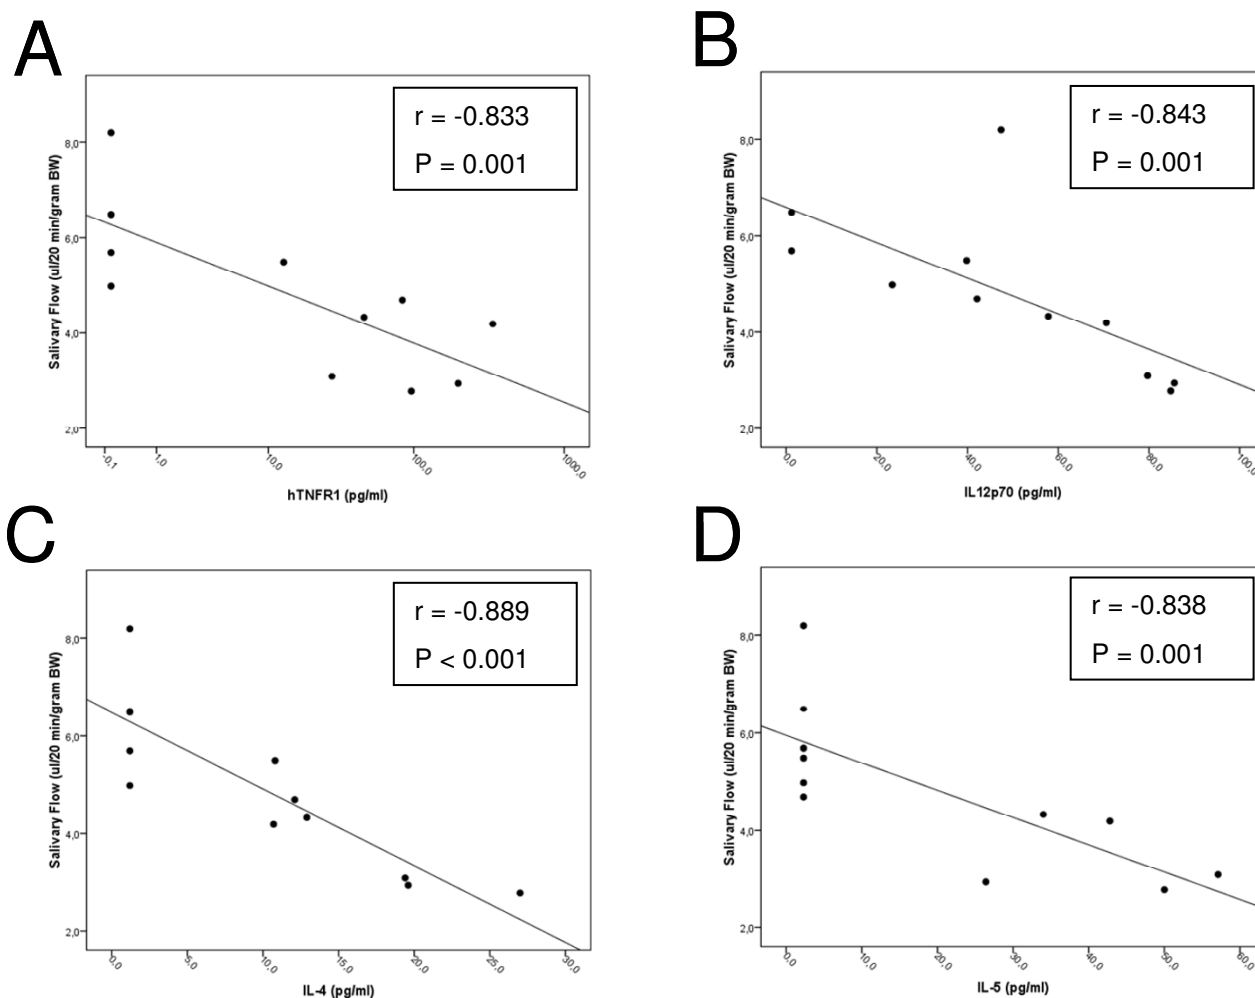 A
r = -0.833
P = 0.001
Salivary Flow (ul/20 min/gram BW)
8,0
6,0
4,0
2,0
-0,1
1,0
10,0
100,0
1000,0
hTNFR1 (pg/ml)
B
r = -0.843
P = 0.001
Salivary Flow (ul/20 min/gram BW)
8,0
6,0
4,0
2,0
0,0
20,0
40,0
60,0
80,0
100,0
IL12p70 (pg/ml)
C
r = -0.889
P < 0.001
Salivary Flow (ul/20 min/gram BW)
8,0
6,0
4,0
2,0
0,0
5,0
10,0
15,0
20,0
25,0
30,0
IL-4 (pg/ml)
D
r = -0.838
P = 0.001
Salivary Flow (ul/20 min/gram BW)
8,0
6,0
4,0
2,0
0,0
10,0
20,0
30,0
40,0
50,0
60,0
IL-5 (pg/ml)